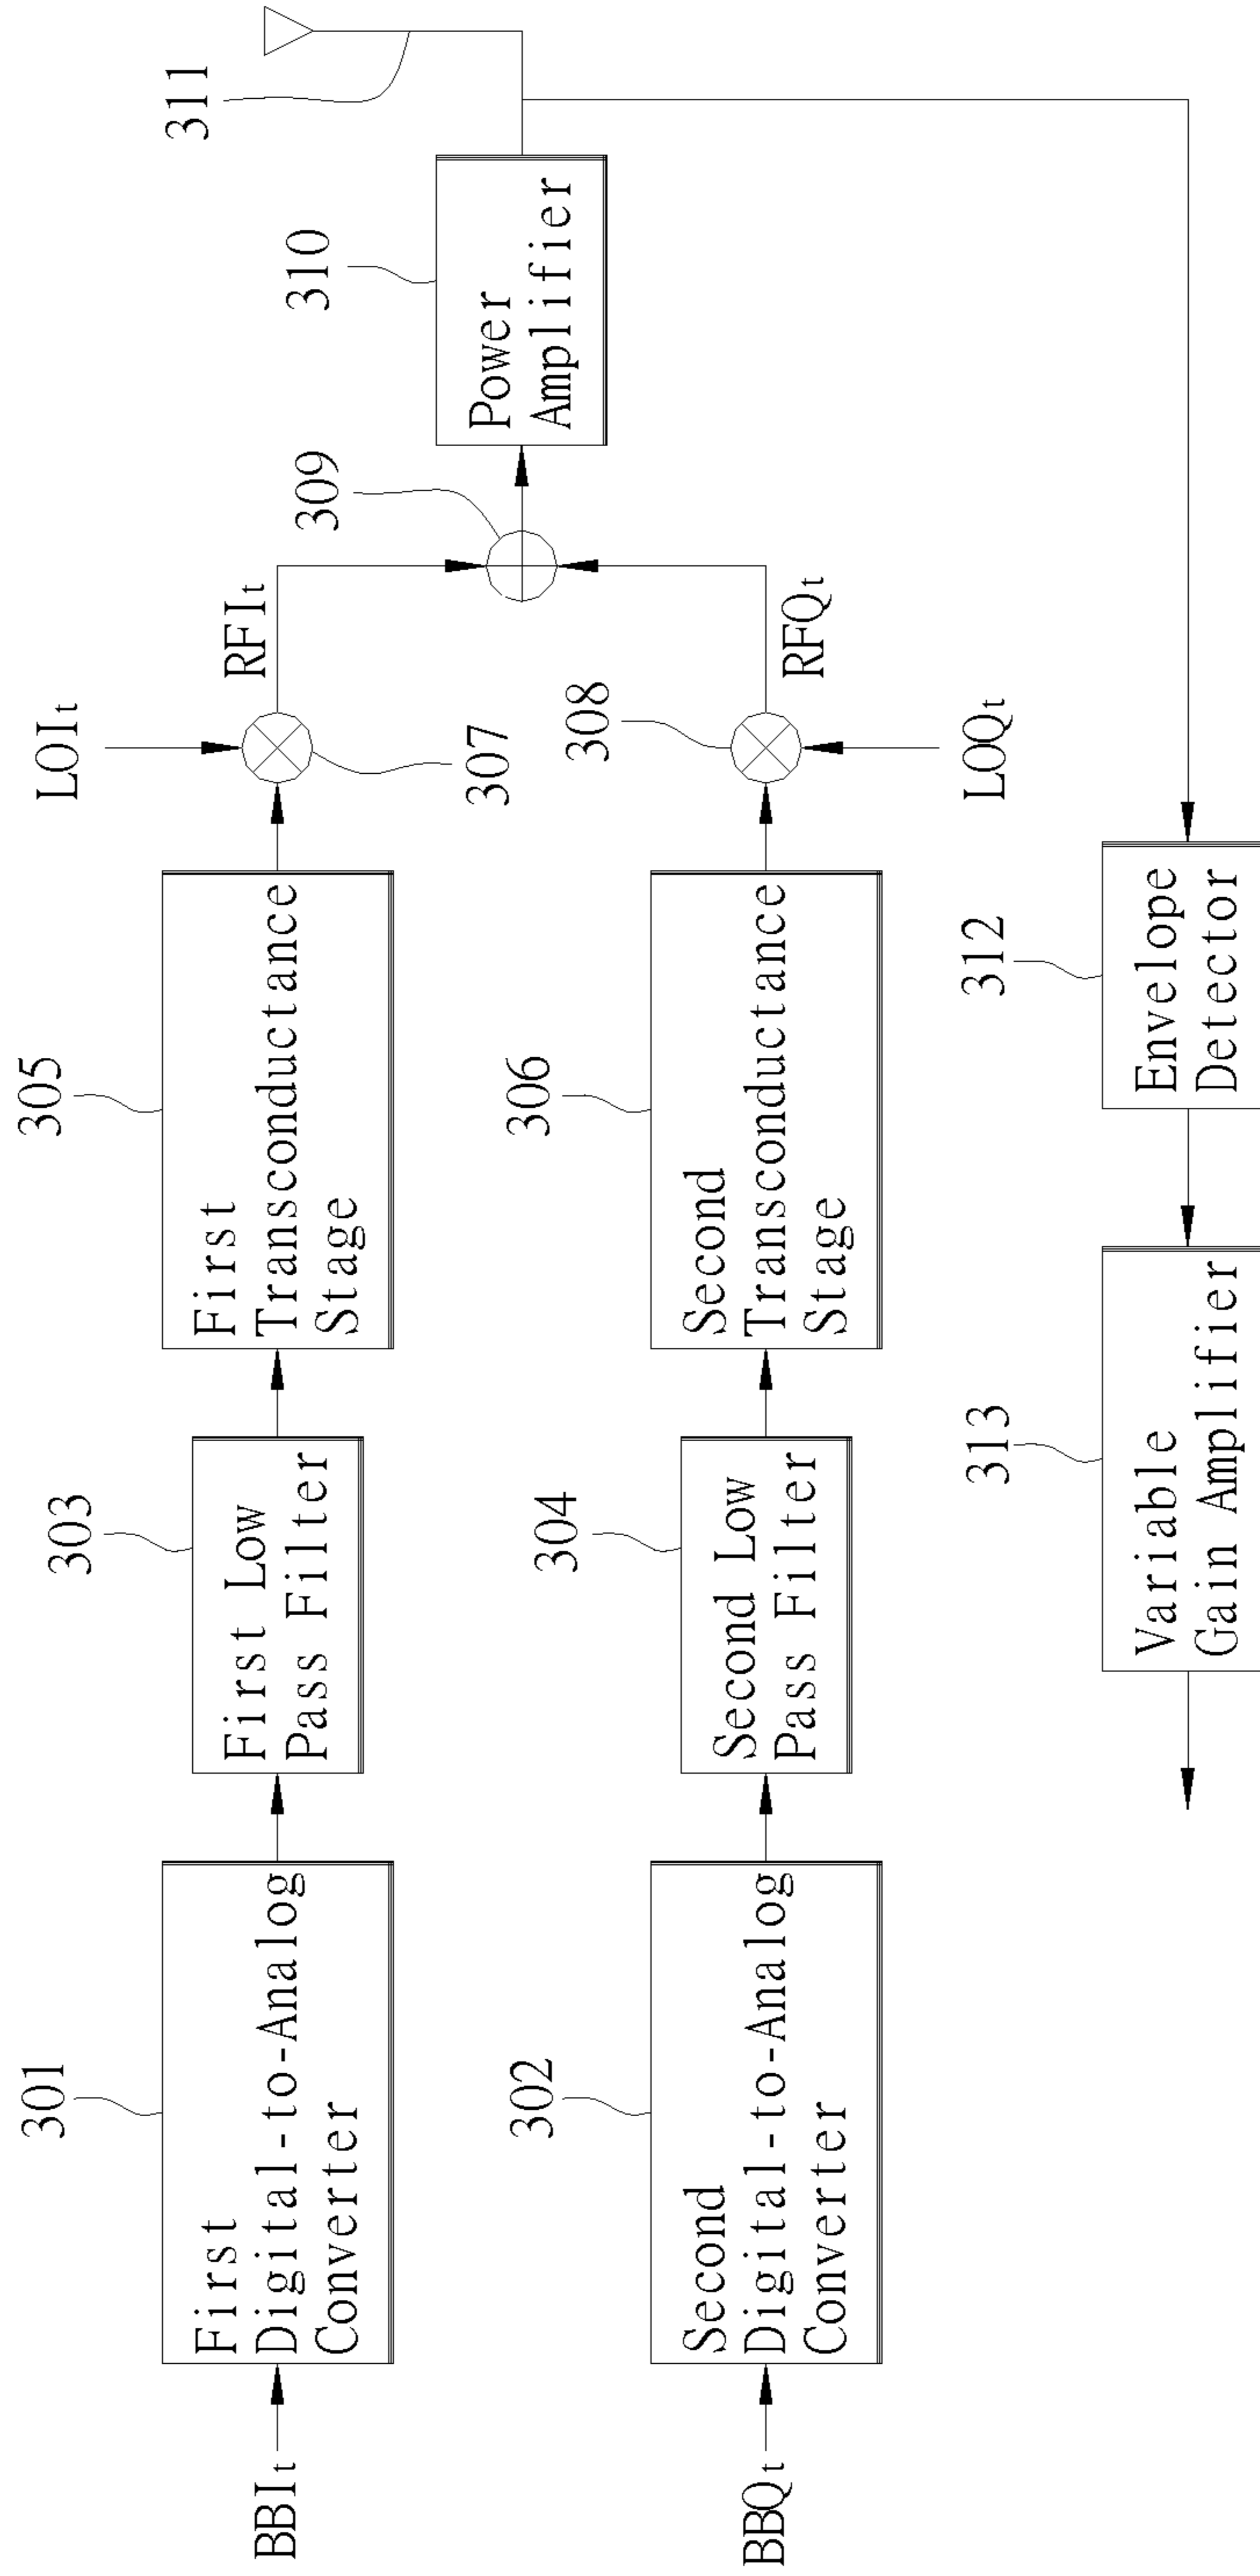 301
303
305
LOIt
311
BBIt
First
Digital-to-Analog
Converter
First Low
Pass Filter
First
Transconductance
Stage
307
RFIt
309
310
Power
Amplifier
302
304
306
308
BBQt
Second
Digital-to-Analog
Converter
Second Low
Pass Filter
Second
Transconductance
Stage
RFQt
LOQt
313
312
Variable
Gain Amplifier
Envelope
Detector